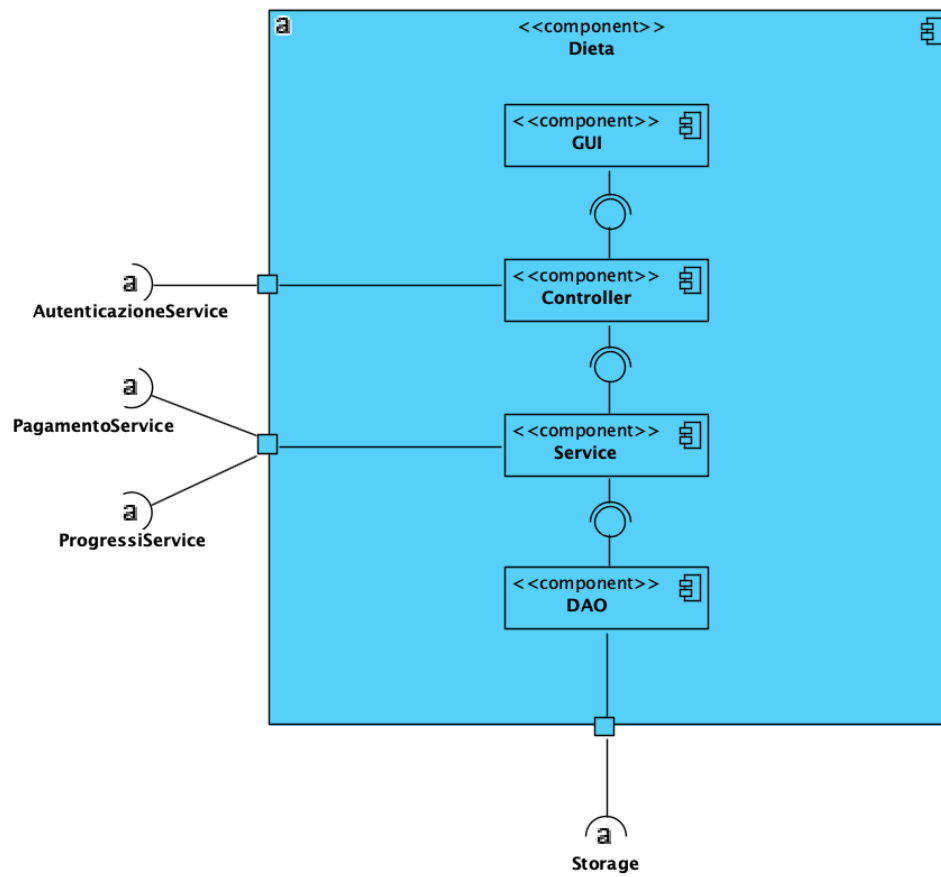 a
<<component>>
Dieta
<<component>>
GUI
<<component>>
Controller
a
AutenticazioneService
a
PagamentoService
<<component>>
Service
a
ProgressiService
<<component>>
DAO
a
Storage